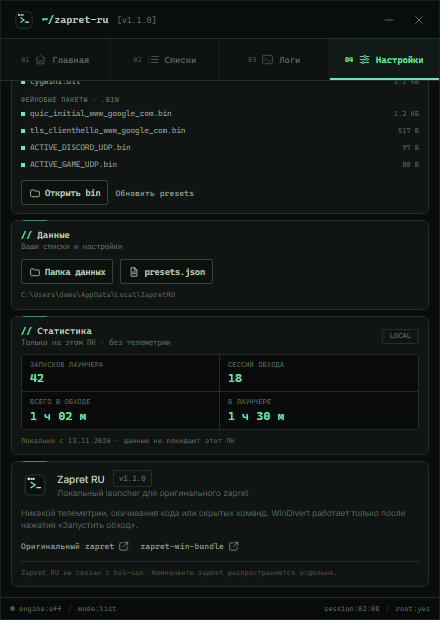 ~/zapret-ru [v1.1.0]
01 Главная 02 Списки 03 Логи 04 Настройки
cygwin1.dll 3.2 КБ
ФЕЙКОВЫЕ ПАКЕТЫ · .BIN
quic_initial_www_google_com.bin 1.2 КБ
tls_clienthello_www_google_com.bin 517 Б
ACTIVE_DISCORD_UDP.bin 97 Б
ACTIVE_GAME_UDP.bin 80 Б
Открыть bin Обновить presets
// Данные
Ваши списки и настройки
Папка данных presets.json
C:\Users\demo\AppData\Local\ZapretRU
// Статистика
Только на этом ПК · без телеметрии
LOCAL
ЗАПУСКОВ ЛАУНЧЕРА СЕССИЙ ОБХОДА
42 18
ВСЕГО В ОБХОДЕ В ЛАУНЧЕРЕ
1 ч 02 м 1 ч 30 м
Локально с 13.11.2026 · данные не покидают этот ПК
Zapret RU v1.1.0
Локальный launcher для оригинального zapret
Никакой телеметрии, скачивания кода или скрытых команд. WinDivert работает только после
нажатия «Запустить обход».
Оригинальный zapret zapret-win-bundle
Zapret RU не связан с bol-van. Компоненты zapret распространяется отдельно.
engine:off / mode:list session:02:08 / root:yes